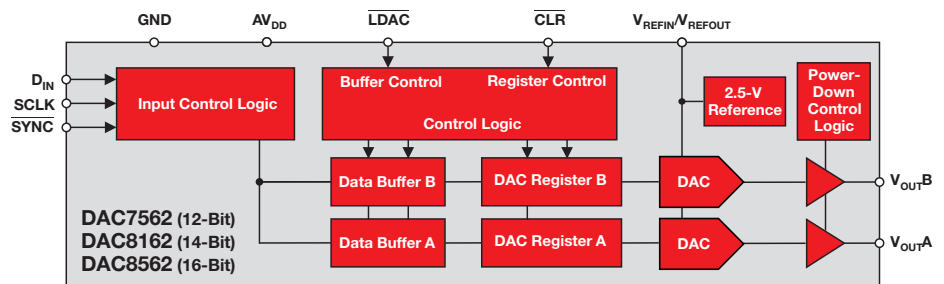 GND
AVDD
LDAC
CLR
VREFIN/VREFOUT
DIN
SCLK
SYNC
Input Control Logic
Buffer Control
Register Control
Control Logic
2.5-V
Reference
Power-
Down
Control
Logic
Data Buffer B
DAC Register B
DAC
VOUTB
Data Buffer A
DAC Register A
DAC
VOUTA
DAC7562 (12-Bit)
DAC8162 (14-Bit)
DAC8562 (16-Bit)